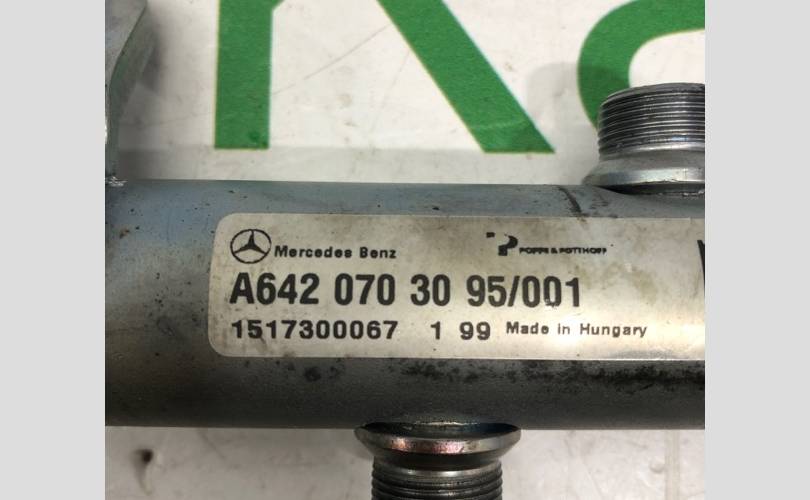 Mercedes Benz POPPE & POTTHOFF
A642 070 30 95/001
1517300067 1 99 Made in Hungary